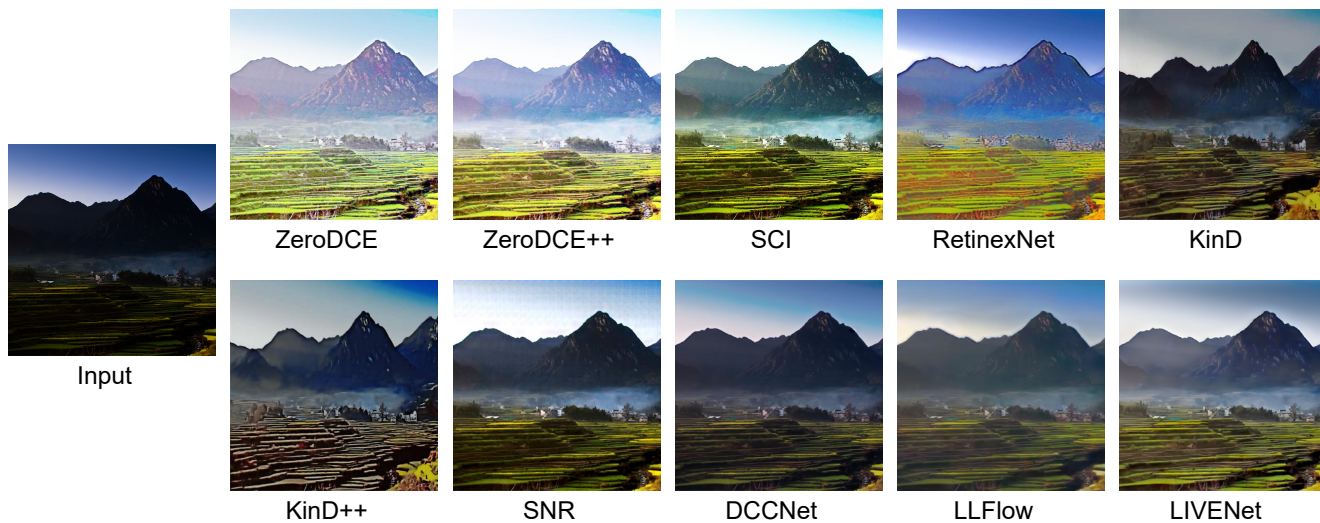 ZeroDCE
ZeroDCE++
SCI
RetinexNet
KinD
Input
KinD++
SNR
DCCNet
LLFlow
LIVENet